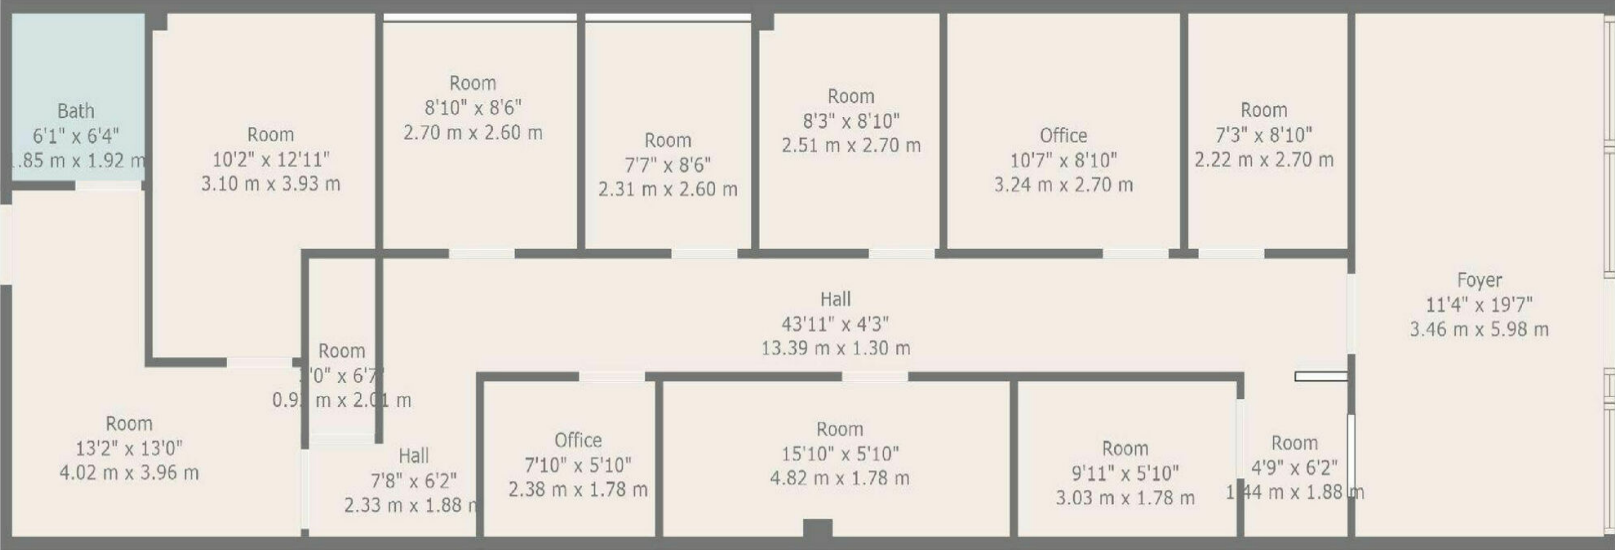 Bath
6'1" x 6'4"
.85 m x 1.92 m
Room
10'2" x 12'11"
3.10 m x 3.93 m
Room
8'10" x 8'6"
2.70 m x 2.60 m
Room
7'7" x 8'6"
2.31 m x 2.60 m
Room
8'3" x 8'10"
2.51 m x 2.70 m
Office
10'7" x 8'10"
3.24 m x 2.70 m
Room
7'3" x 8'10"
2.22 m x 2.70 m
Foyer
11'4" x 19'7"
3.46 m x 5.98 m
Hall
43'11" x 4'3"
13.39 m x 1.30 m
Room
x 6'7
m x
m
Room
13'2" x 13'0"
4.02 m x 3.96 m
Hall
7'8" x 6'2"
2.33 m x 1.88
Office
7'10" x 5'10"
2.38 m x 1.78 m
Room
15'10" x 5'10"
4.82 m x 1.78 m
Room
9'11" x 5'10"
3.03 m x 1.78 m
Room
4'9" x 6'2"
m x 1.88 m